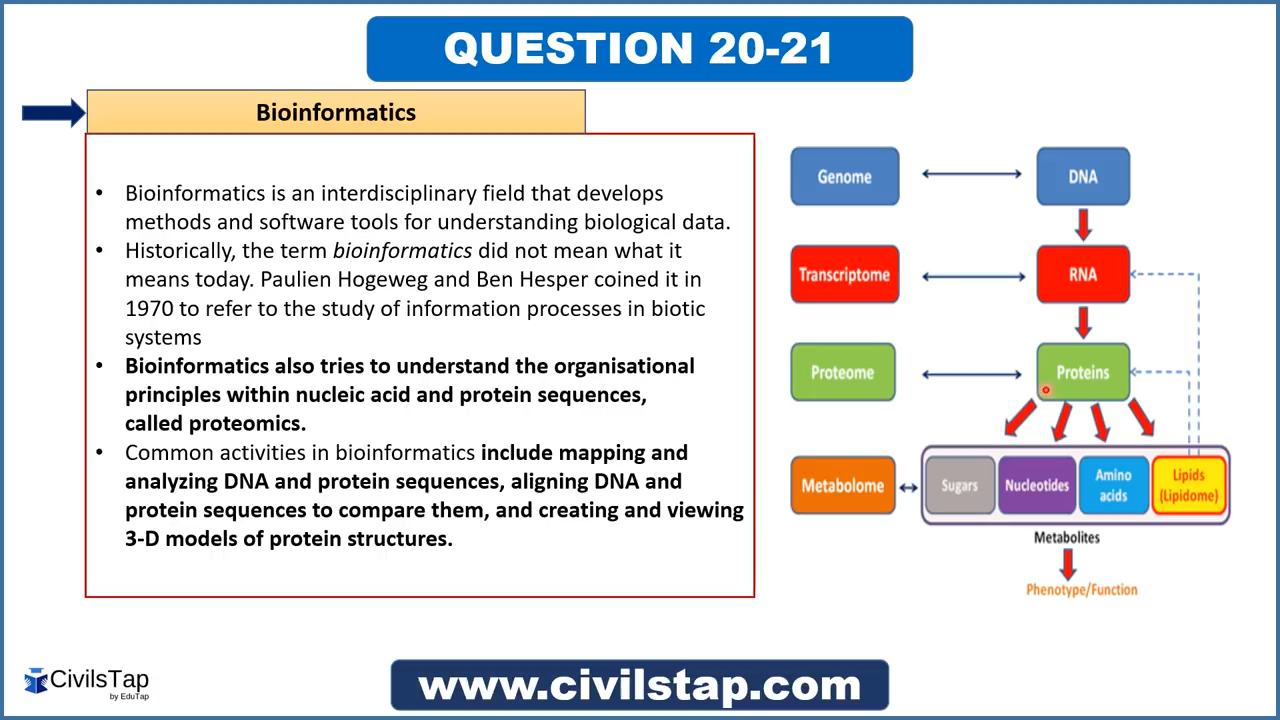 QUESTION 20-21
Bioinformatics
• Bioinformatics is an interdisciplinary field that develops
methods and software tools for understanding biological data.
• Historically, the term bioinformatics did not mean what it
means today. Paulien Hogeweg and Ben Hesper coined it in
1970 to refer to the study of information processes in biotic
systems
• Bioinformatics also tries to understand the organisational
principles within nucleic acid and protein sequences,
called proteomics.
• Common activities in bioinformatics include mapping and
analyzing DNA and protein sequences, aligning DNA and
protein sequences to compare them, and creating and viewing
3-D models of protein structures.
Genome
DNA
Transcriptome
RNA
Proteome
Proteins
Metabolome
Sugars
Nucleotides
Amino
acids
Lipids
(Lipidome)
Metabolites
Phenotype/Function
CivilsTap
by EduTap
www.civilstap.com